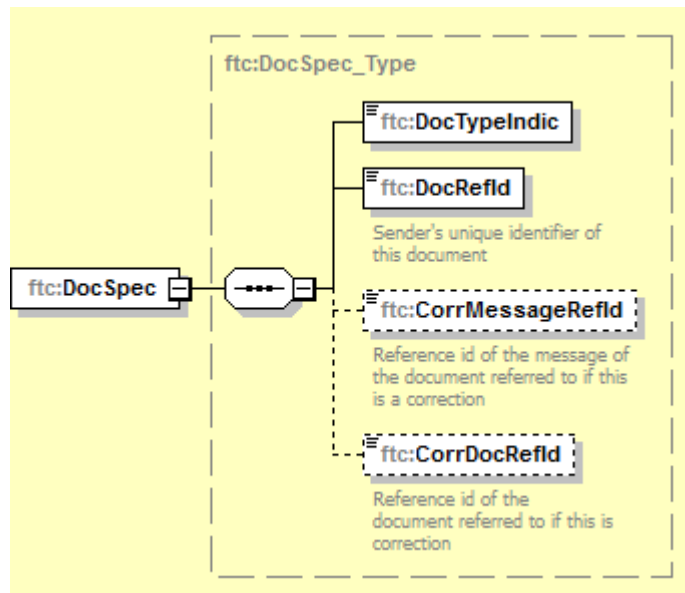 ftc:DocSpec_Type
ftc:DocTypeIndic
ftc:DocRefId
Sender's unique identifier of
this document
ftc:DocSpec
ftc:CorrMessageRefId
Reference id of the message of
the document referred to if this
is a correction
ftc:CorrDocRefId
Reference id of the
document referred to if this is
correction